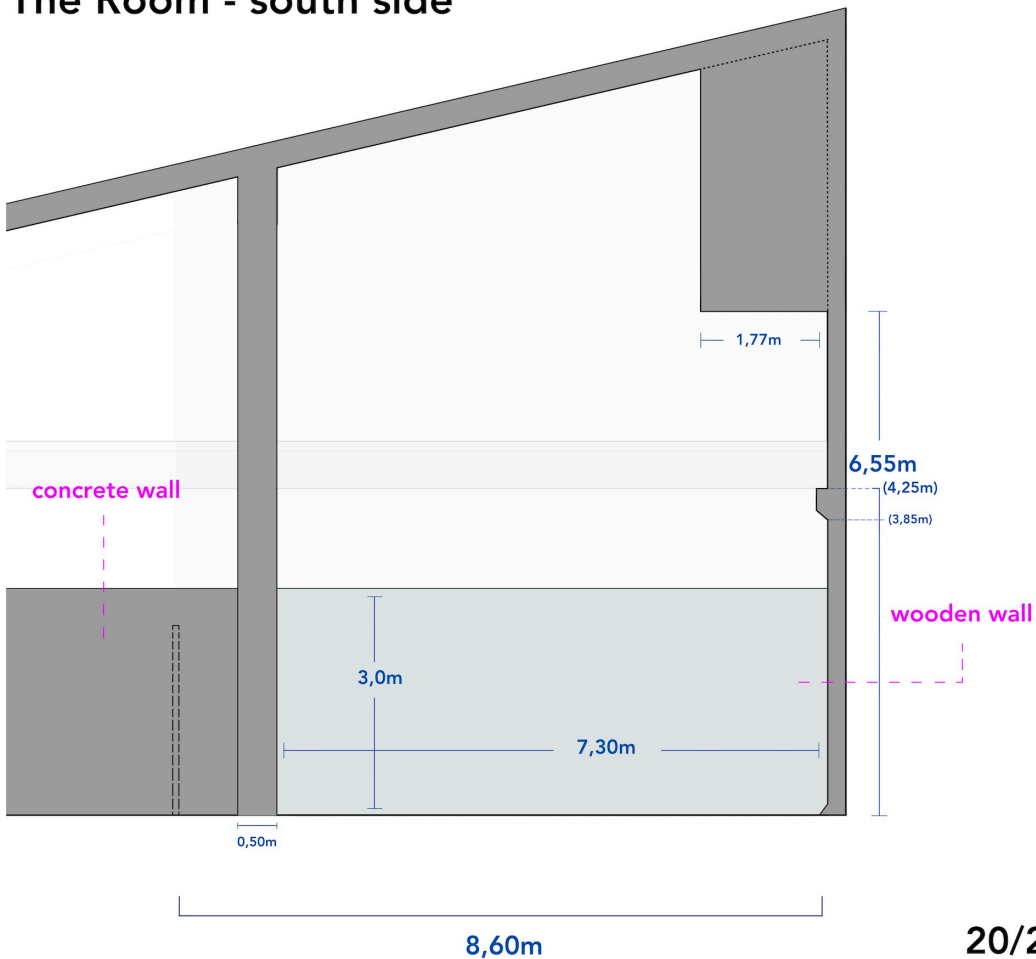 The Room - south side
1,77m
6,55m
(4,25m)
concrete wall
(3,85m)
wooden wall
3,0m
7,30m
0,50m
8,60m
20/2